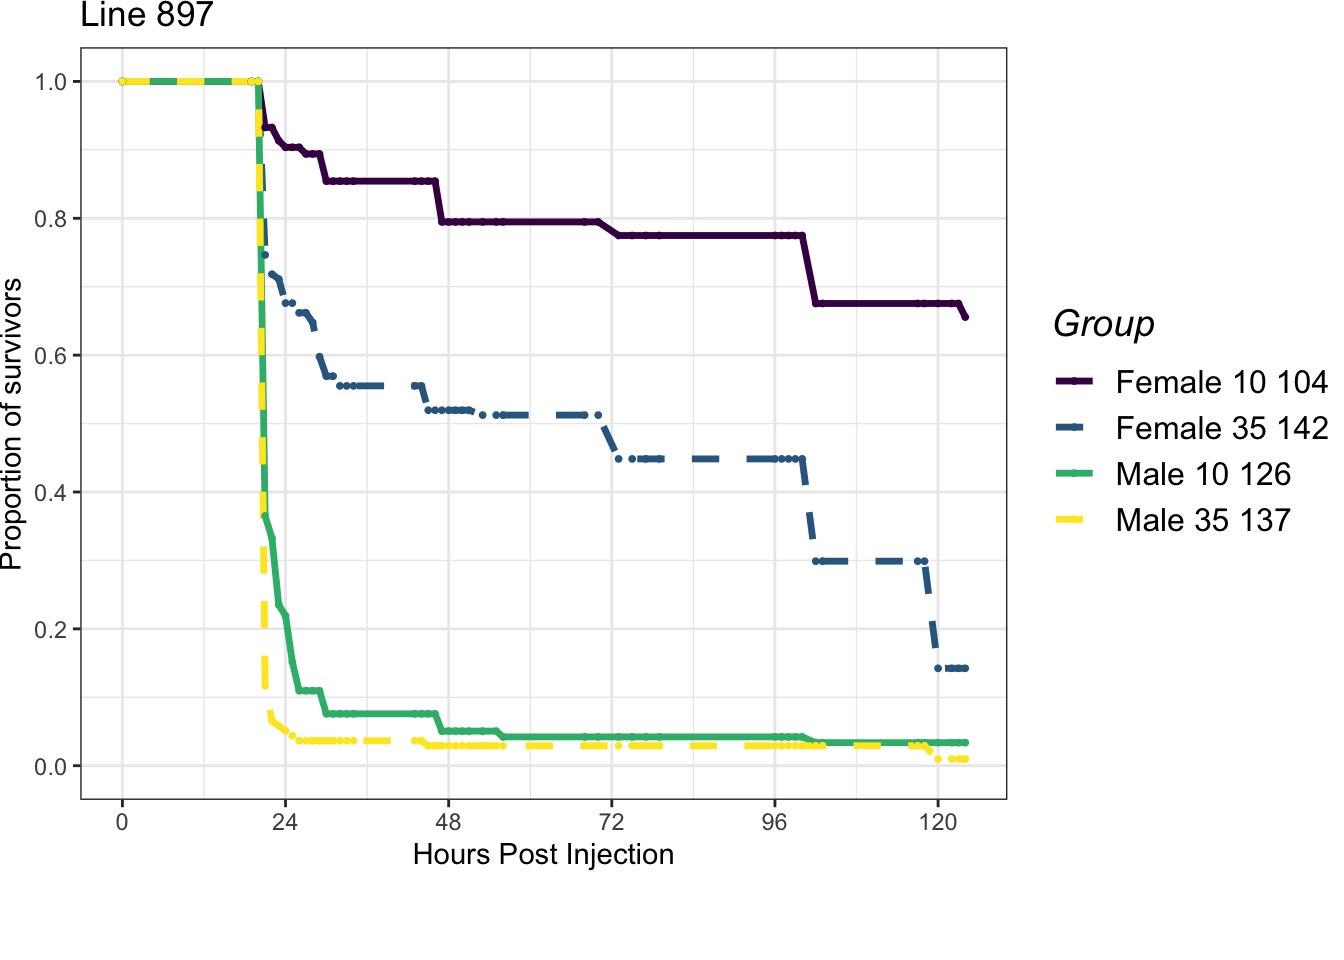 Line 897
Proportion of survivors
1.0
0.8
0.6
0.4
0.2
0.0
0 24 48 72 96 120
Hours Post Injection
Group
Female 10 104
Female 35 142
Male 10 126
Male 35 137